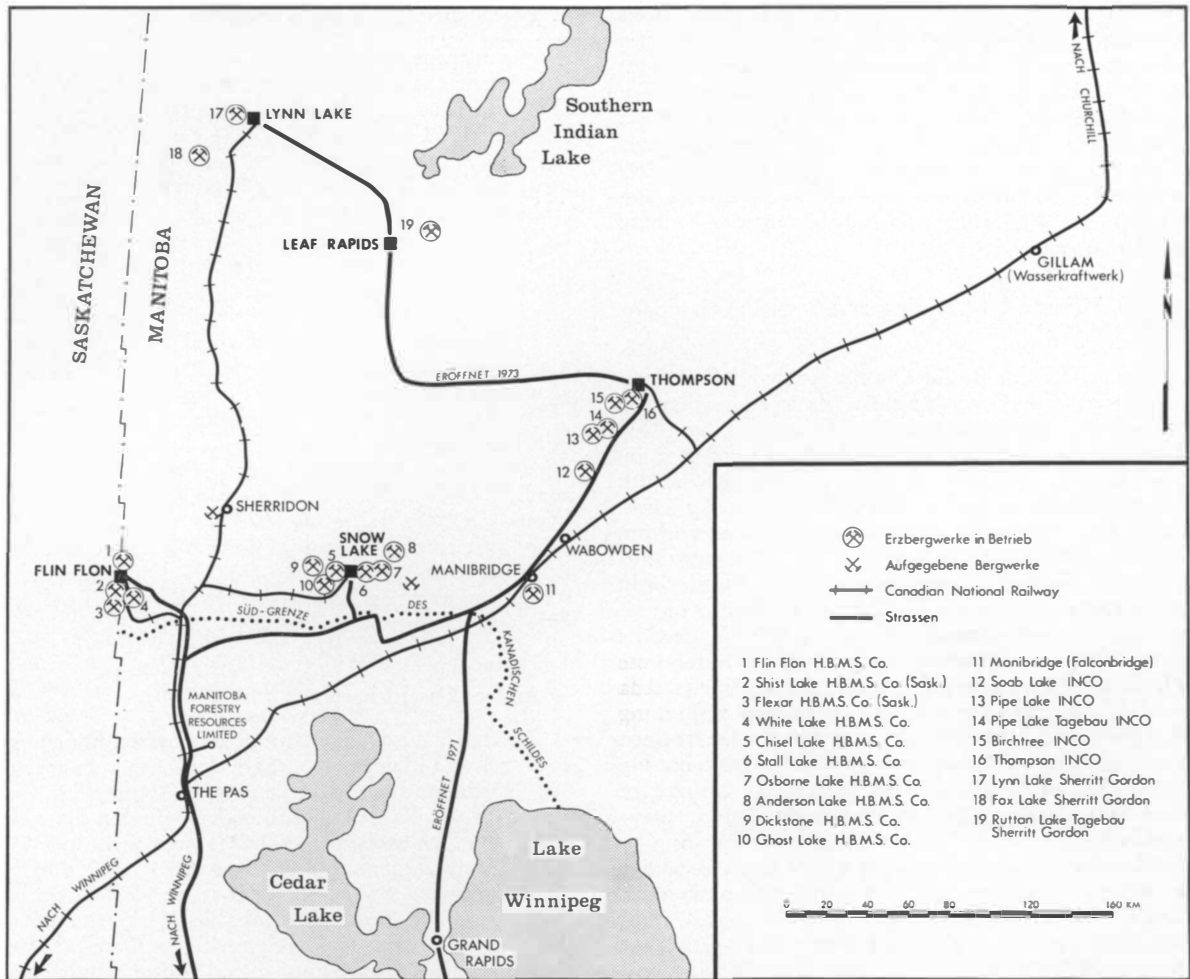 NACH CHURCHILL
17
LYNN LAKE
Southern
Indian
Lake
18
SASKATCHEWAN
MANITOBA
19
LEAF RAPIDS
GILLAM
(Wasserkraftwerk)
N
ERÖFFNET 1973
THOMPSON
15
16
14
13
12
SHERRIDON
SNOW
LAKE
8
WABOWDEN
1
FLIN FLON
9
5
7
MANIBRIDGE
2
10
6
11
3
4
SÜD-GRENZE DES KANADISCHEN SCHILDES
MANITOBA
FORESTRY
RESOURCES
LIMITED
THE PAS
ERÖFFNET 1971
NACH WINNIPEG
NACH WINNIPEG
Cedar
Lake
Lake
Winnipeg
GRAND
RAPIDS
Erzbergwerke in Betrieb
Aufgegebene Bergwerke
Canadian National Railway
Strassen
1 Flin Flon H.B.M.S. Co.
2 Shist Lake H.B.M.S. Co. (Sask.)
3 Flexar H.B.M.S. Co. (Sask.)
4 White Lake H.B.M.S. Co.
5 Chisel Lake H.B.M.S. Co.
6 Stall Lake H.B.M.S. Co.
7 Osborne Lake H.B.M.S. Co.
8 Anderson Lake H.B.M.S. Co.
9 Dickstone H.B.M.S. Co.
10 Ghost Lake H.B.M.S. Co.
11 Manibridge (Falconbridge)
12 Soab Lake INCO
13 Pipe Lake INCO
14 Pipe Lake Tagebau INCO
15 Birchtree INCO
16 Thompson INCO
17 Lynn Lake Sherritt Gordon
18 Fox Lake Sherritt Gordon
19 Ruttan Lake Tagebau
Sherritt Gordon
0 40 80 120 160 KM